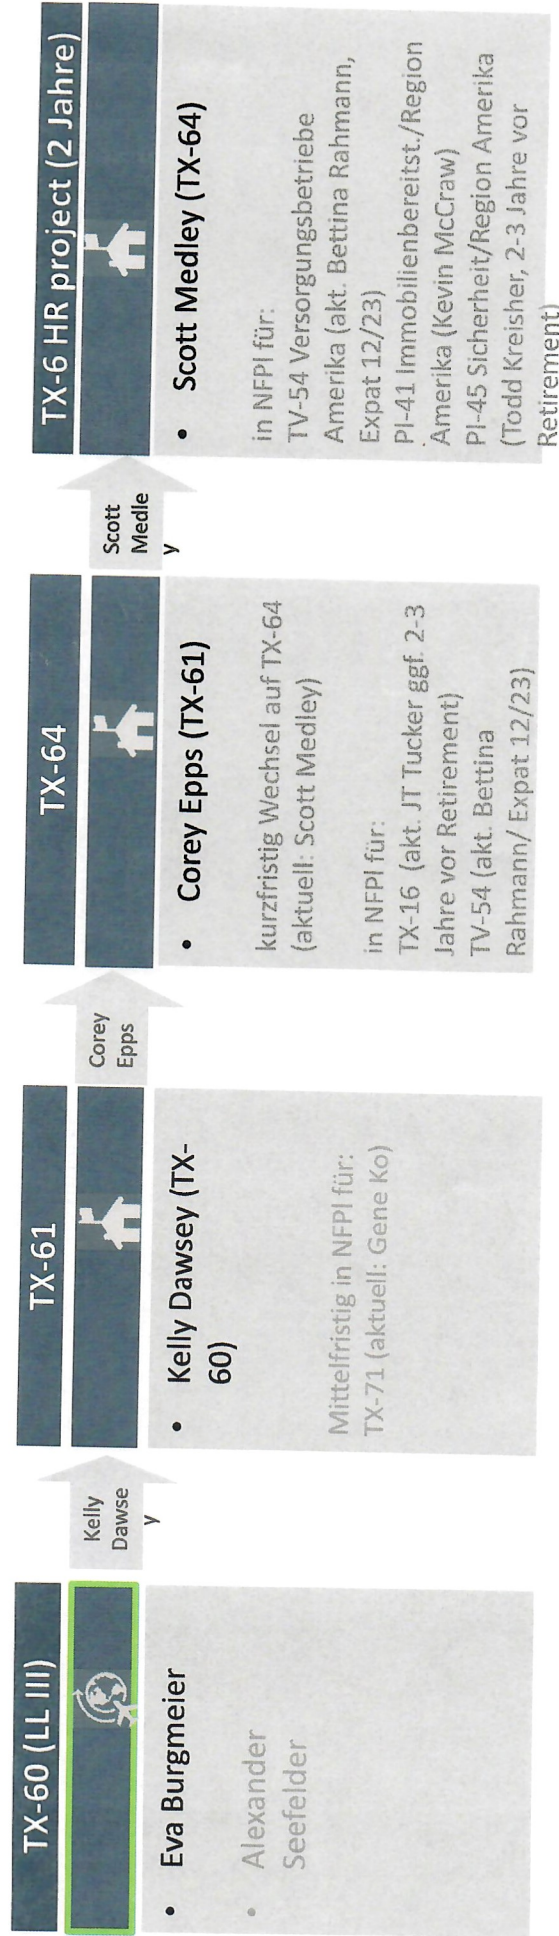 TX-60 (LL III)
Eva Burgmeier
Alexander
Seefelder
Kelly
Dawse
y
TX-61
Kelly Dawsey (TX-
60)
Mittelfristig in NFPI für:
TX-71 (aktuell: Gene Ko)
Corey
Epps
TX-64
Corey Epps (TX-61)
kurzfristig Wechsel auf TX-64
(aktuell: Scott Medley)
in NFPI für:
TX-16 (akt. JT Tucker ggf. 2-3
Jahre vor Retirement)
TV-54 (akt. Bettina
Rahmann/ Expat 12/23)
Scott
Medle
y
TX-6 HR project (2 Jahre)
Scott Medley (TX-64)
in NFPI für:
TV-54 Versorgungsbetriebe
Amerika (akt. Bettina Rahmann,
Expat 12/23)
PI-41 Immobilienbereitst./Region
Amerika (Kevin McCraw)
PI-45 Sicherheit/Region Amerika
(Todd Kreisher, 2-3 Jahre vor
Retirement)